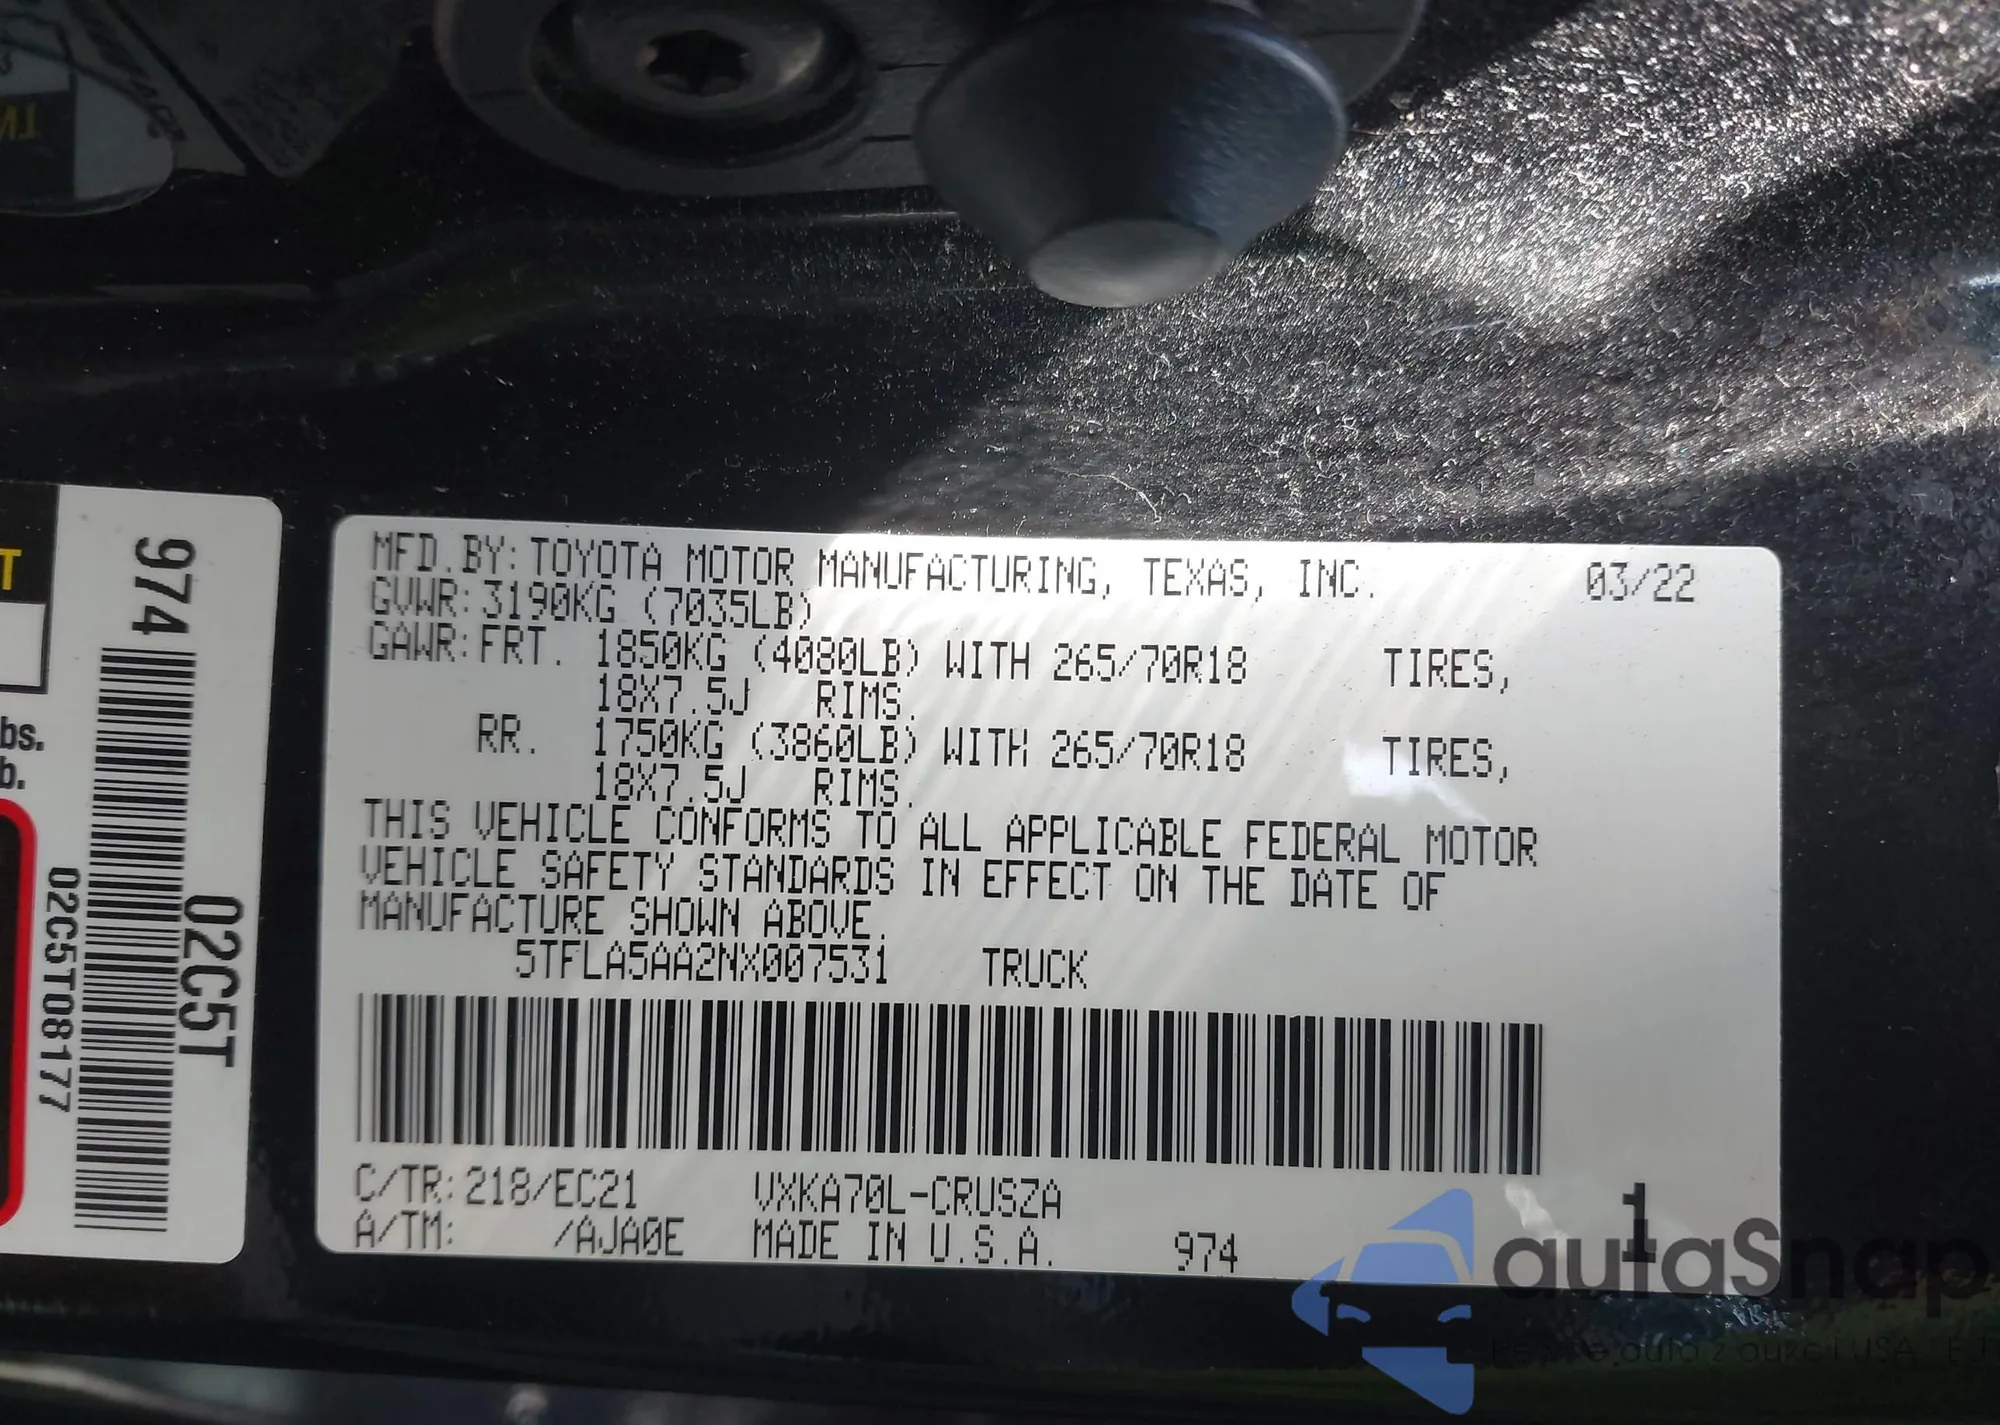 MFD.BY:TOYOTA MOTOR MANUFACTURING, TEXAS, INC. 03/22
GVWR:3190KG (7035LB)
GAWR:FRT. 1850KG (4080LB) WITH 265/70R18 TIRES,
18X7.5J RIMS.
RR. 1750KG (3860LB) WITH 265/70R18 TIRES,
18X7.5J RIMS.
THIS VEHICLE CONFORMS TO ALL APPLICABLE FEDERAL MOTOR
VEHICLE SAFETY STANDARDS IN EFFECT ON THE DATE OF
MANUFACTURE SHOWN ABOVE.
5TFLA5AA2NX007531 TRUCK
C/TR:218/EC21 VXKA70L-CRUSZA
A/TM: /AJA0E MADE IN U.S.A. 974
1
974
02C5T
02C5T08177
bs.
b.
T
autaSnap